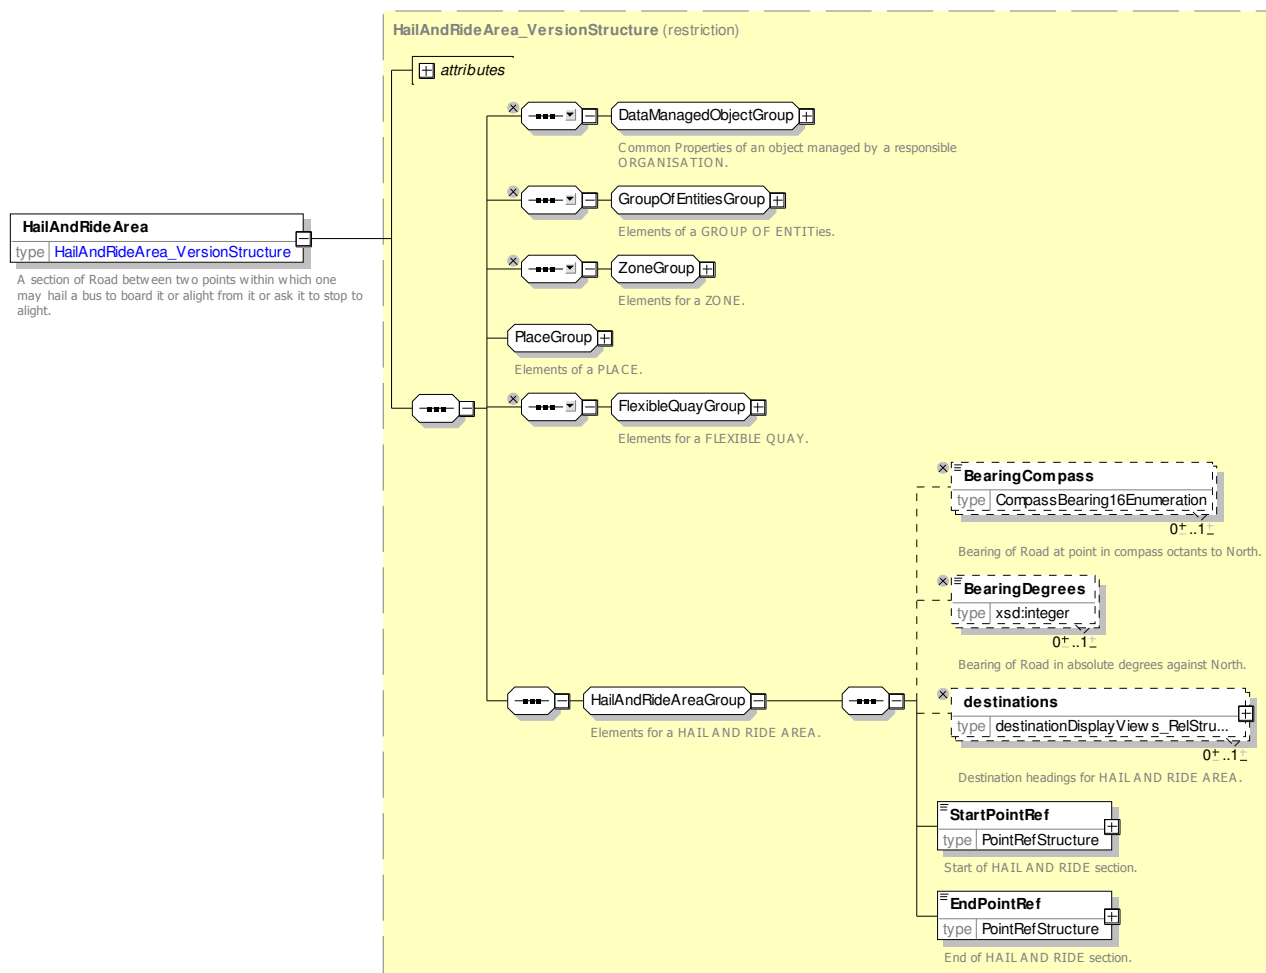 HailAndRideArea_VersionStructure (restriction)
attributes
DataManagedObjectGroup
Common Properties of an object managed by a responsible
ORGANISATION.
GroupOfEntitiesGroup
Elements of a GROUP OF ENTITies.
HailAndRideArea
type HailAndRideArea_VersionStructure
A section of Road between two points within which one
may hail a bus to board it or alight from it or ask it to stop to
alight.
ZoneGroup
Elements for a ZONE.
PlaceGroup
Elements of a PLACE.
FlexibleQuayGroup
Elements for a FLEXIBLE QUAY.
BearingCompass
type CompassBearing16Enumeration
0..1
Bearing of Road at point in compass octants to North.
BearingDegrees
type xsd:integer
0..1
Bearing of Road in absolute degrees against North.
HailAndRideAreaGroup
Elements for a HAIL AND RIDE AREA.
destinations
type destinationDisplayViews_RelStru...
0..1
Destination headings for HAIL AND RIDE AREA.
StartPointRef
type PointRefStructure
Start of HAIL AND RIDE section.
EndPointRef
type PointRefStructure
End of HAIL AND RIDE section.